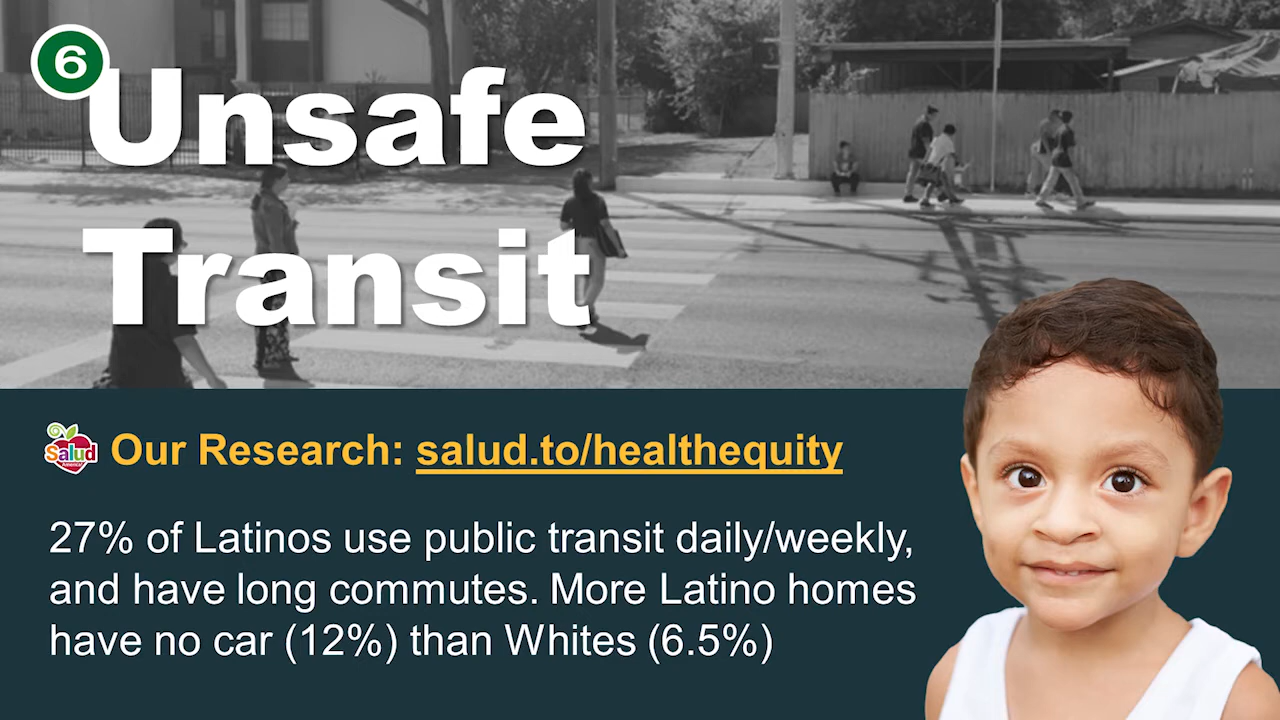 6
Unsafe
Transit
Salud
America!
Our Research: salud.to/healthequity
27% of Latinos use public transit daily/weekly,
and have long commutes. More Latino homes
have no car (12%) than Whites (6.5%)